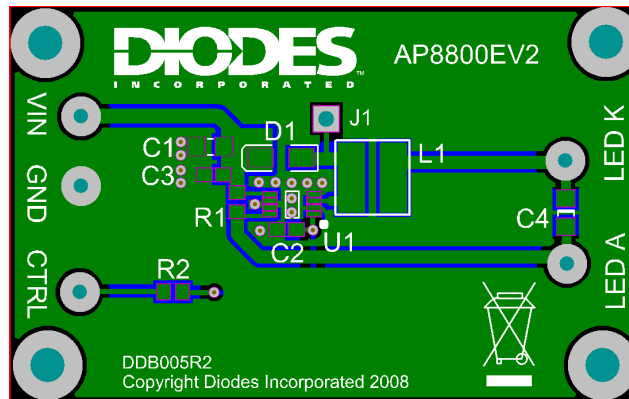 DIODES™
INCORPORATED
AP8800EV2
VIN
GND
CTRL
C1
C3
D1
J1
L1
R1
U1
C2
R2
C4
LED K
LED A
DDB005R2
Copyright Diodes Incorporated 2008